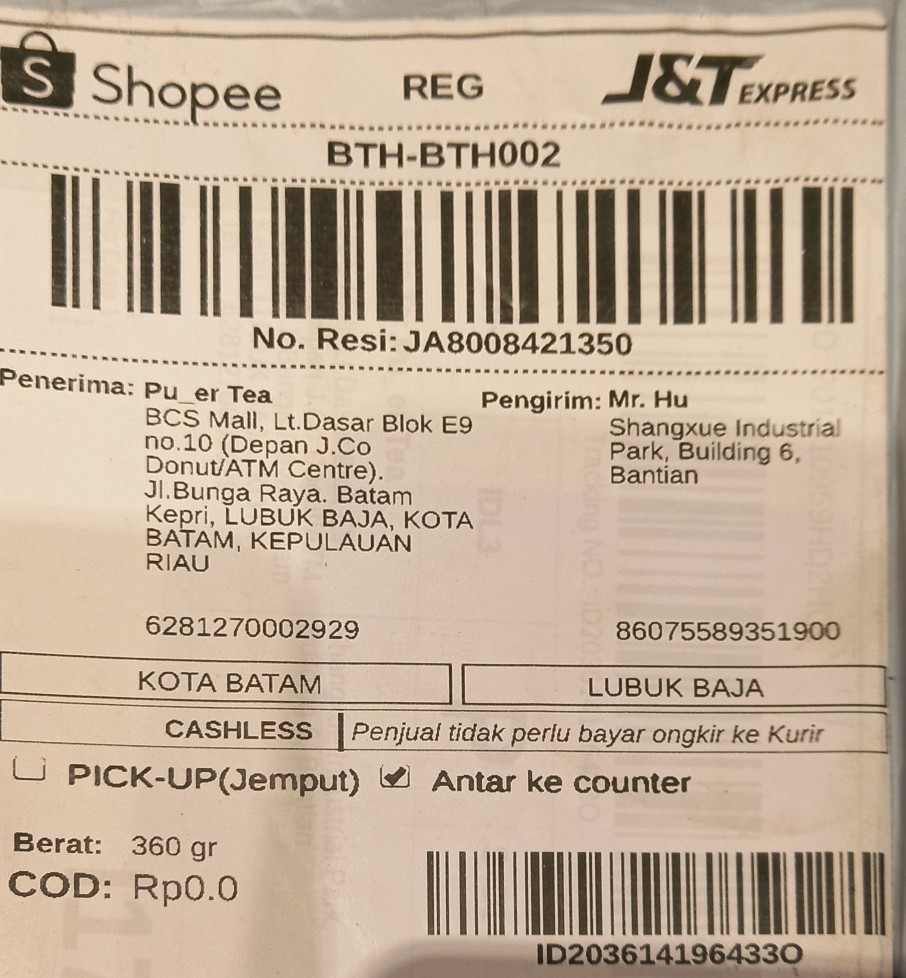 Shopee REG J&T EXPRESS
BTH-BTH002
No. Resi: JA8008421350
Penerima: Pu_er Tea
BCS Mall, Lt.Dasar Blok E9
no.10 (Depan J.Co
Donut/ATM Centre).
Jl.Bunga Raya. Batam
Kepri, LUBUK BAJA, KOTA
BATAM, KEPULAUAN
RIAU
6281270002929
Pengirim: Mr. Hu
Shangxue Industrial
Park, Building 6,
Bantian
86075589351900
KOTA BATAM LUBUK BAJA
CASHLESS Penjual tidak perlu bayar ongkir ke Kurir
PICK-UP(Jemput) Antar ke counter
Berat: 360 gr
COD: Rp0.0
ID203614196433O